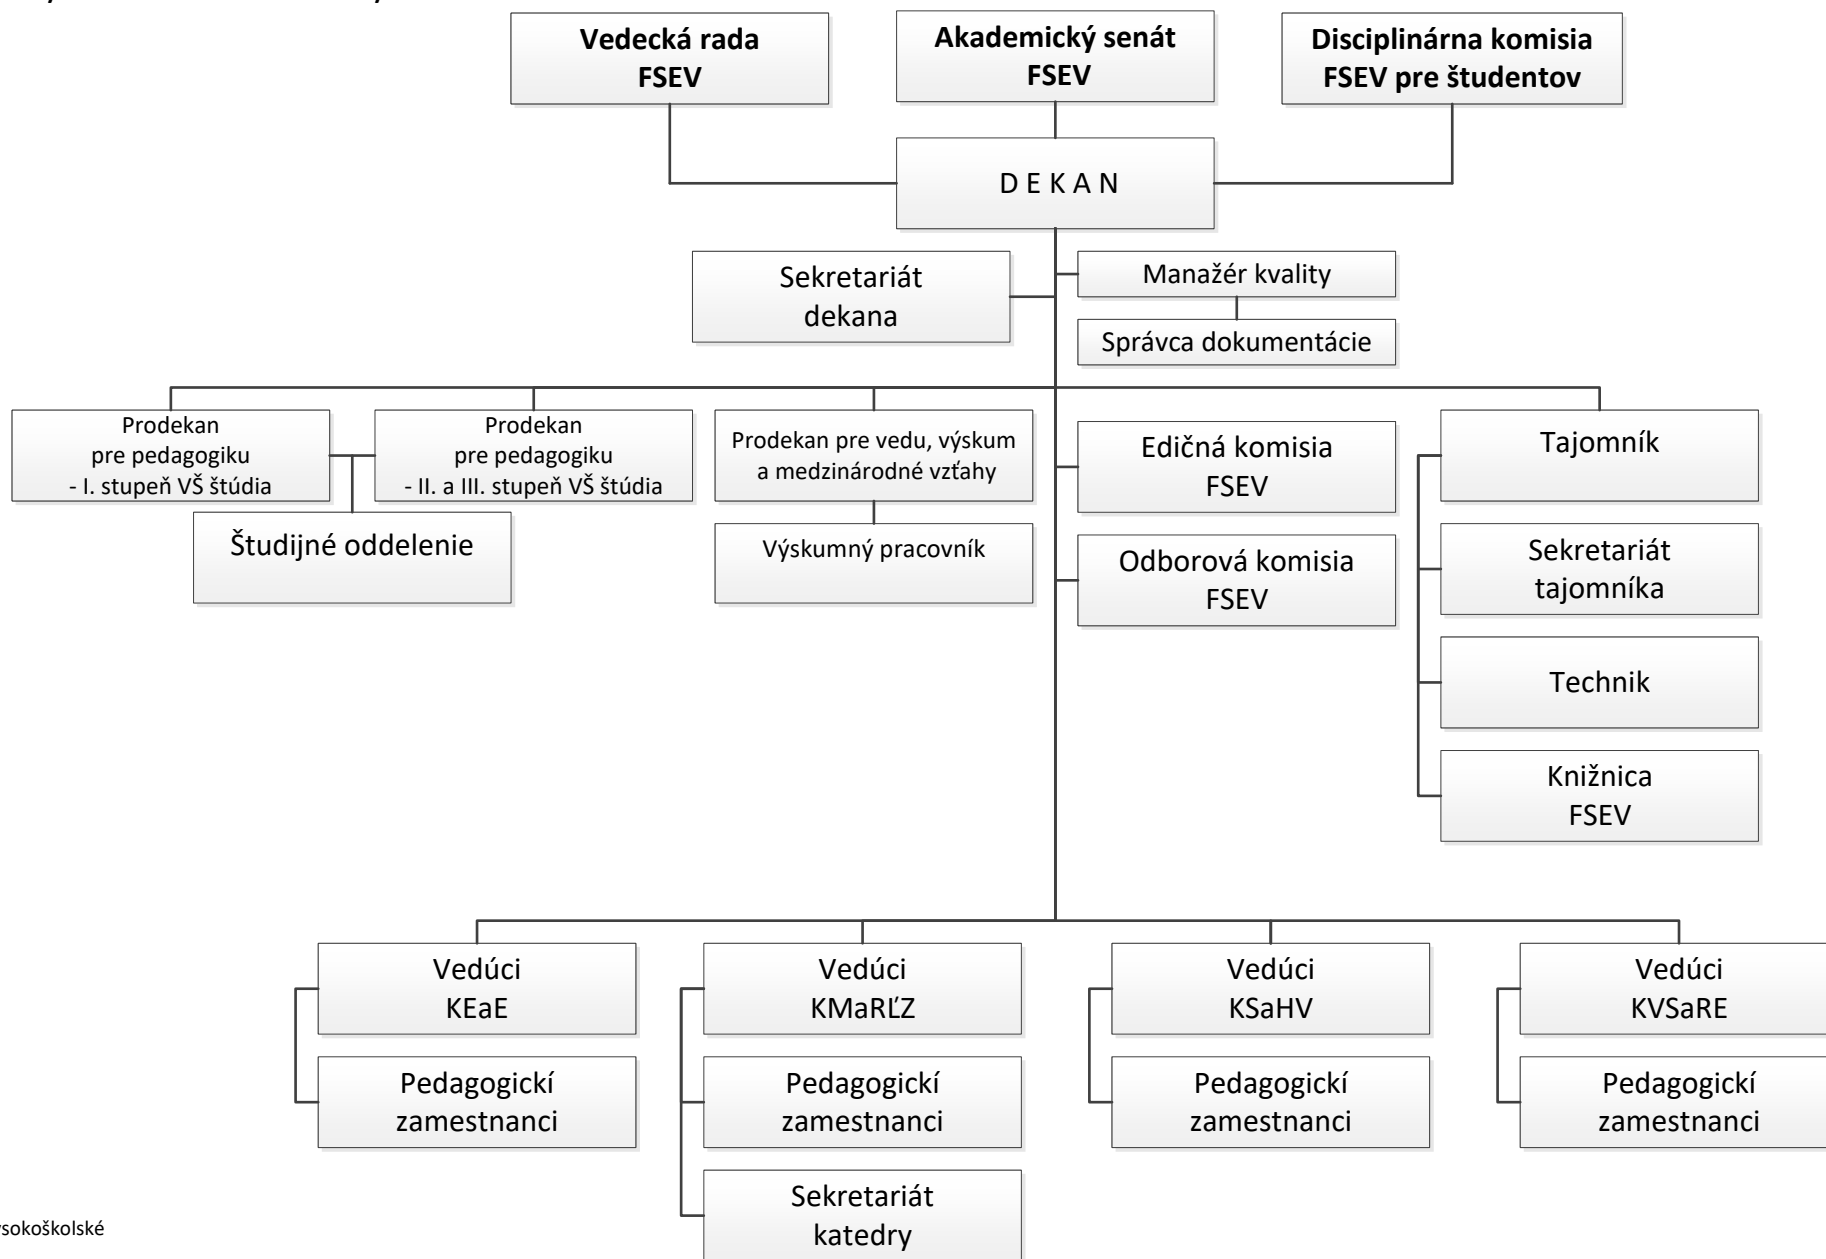 Vedecká rada
FSEV
Akademický senát
FSEV
Disciplinárna komisia
FSEV pre študentov
D E K A N
Sekretariát
dekana
Manažér kvality
Správca dokumentácie
Prodekan
pre pedagogiku
- I. stupeň VŠ štúdia
Prodekan
pre pedagogiku
- II. a III. stupeň VŠ štúdia
Študijné oddelenie
Prodekan pre vedu, výskum
a medzinárodné vzťahy
Výskumný pracovník
Edičná komisia
FSEV
Odborová komisia
FSEV
Tajomník
Sekretariát
tajomníka
Technik
Knižnica
FSEV
Vedúci
KEaE
Pedagogickí
zamestnanci
Vedúci
KMaRĽZ
Pedagogickí
zamestnanci
Sekretariát
katedry
Vedúci
KSaHV
Pedagogickí
zamestnanci
Vedúci
KVSaRE
Pedagogickí
zamestnanci
ysokoškolské